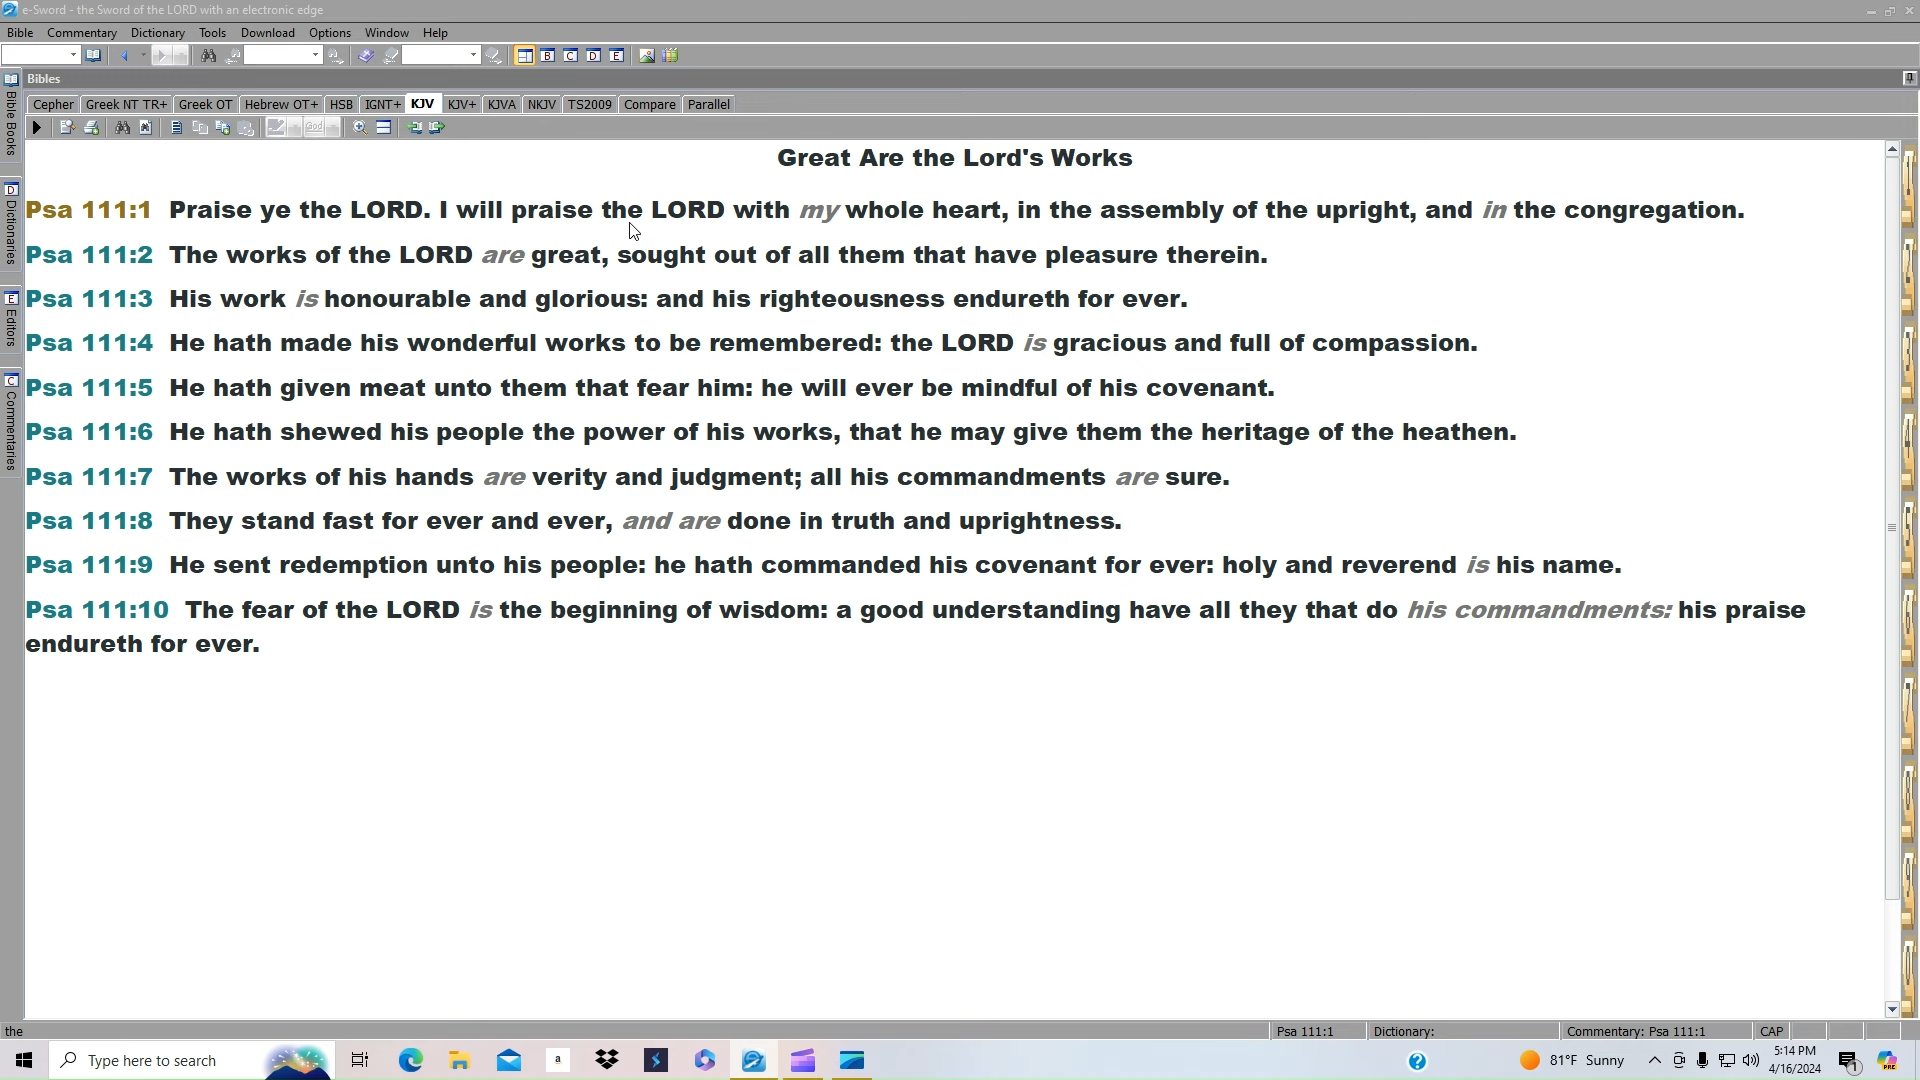 e-Sword - the Sword of the LORD with an electronic edge
Bible Commentary Dictionary Tools Download Options Window Help
B C D E
Bibles
Cepher Greek NT TR+ Greek OT Hebrew OT+ HSB IGNT+ KJV KJV+ KJVA NKJV TS2009 Compare Parallel
God
Bible Books
D Dictionaries
E Editors
C Commentaries
Great Are the Lord's Works
Psa 111:1 Praise ye the LORD. I will praise the LORD with my whole heart, in the assembly of the upright, and in the congregation.
Psa 111:2 The works of the LORD are great, sought out of all them that have pleasure therein.
Psa 111:3 His work is honourable and glorious: and his righteousness endureth for ever.
Psa 111:4 He hath made his wonderful works to be remembered: the LORD is gracious and full of compassion.
Psa 111:5 He hath given meat unto them that fear him: he will ever be mindful of his covenant.
Psa 111:6 He hath shewed his people the power of his works, that he may give them the heritage of the heathen.
Psa 111:7 The works of his hands are verity and judgment; all his commandments are sure.
Psa 111:8 They stand fast for ever and ever, and are done in truth and uprightness.
Psa 111:9 He sent redemption unto his people: he hath commanded his covenant for ever: holy and reverend is his name.
Psa 111:10 The fear of the LORD is the beginning of wisdom: a good understanding have all they that do his commandments: his praise
endureth for ever.
the Psa 111:1 Dictionary: Commentary: Psa 111:1 CAP
Type here to search a 81°F Sunny 5:14 PM
4/16/2024 1 PRE